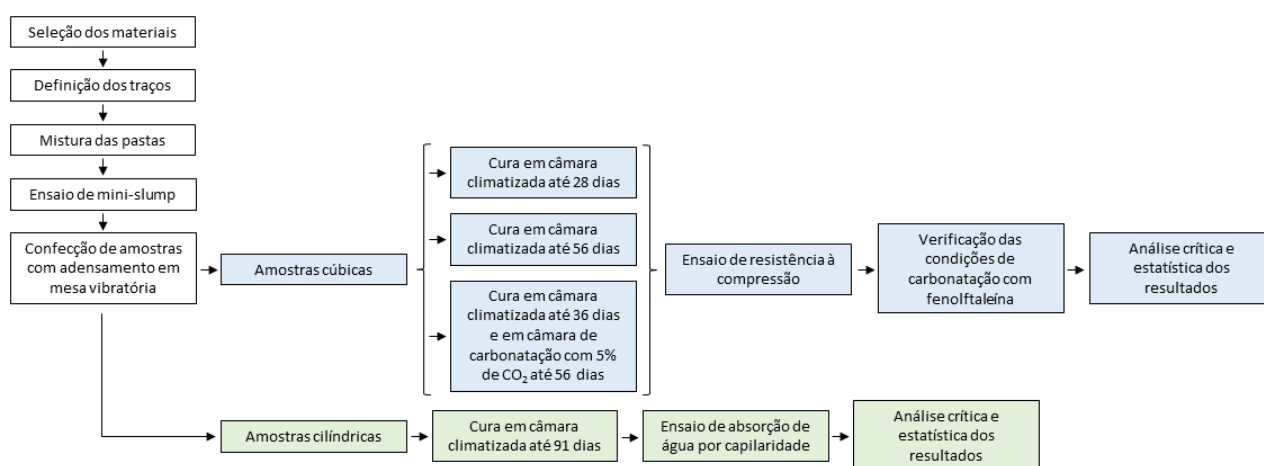 Seleção dos materiais
Definição dos traços
Mistura das pastas
Ensaio de mini-slump
Confecção de amostras
com adensamento em
mesa vibratória
Amostras cúbicas
Cura em câmara
climatizada até 28 dias
Cura em câmara
climatizada até 56 dias
Cura em câmara
climatizada até 36 dias
e em câmara de
carbonatação com 5%
de CO₂ até 56 dias
Ensaio de resistência à
compressão
Verificação das
condições de
carbonatação com
fenolftaleína
Análise crítica e
estatística dos
resultados
Amostras cilíndricas
Cura em câmara
climatizada até 91 dias
Ensaio de absorção de
água por capilaridade
Análise crítica e
estatística dos
resultados